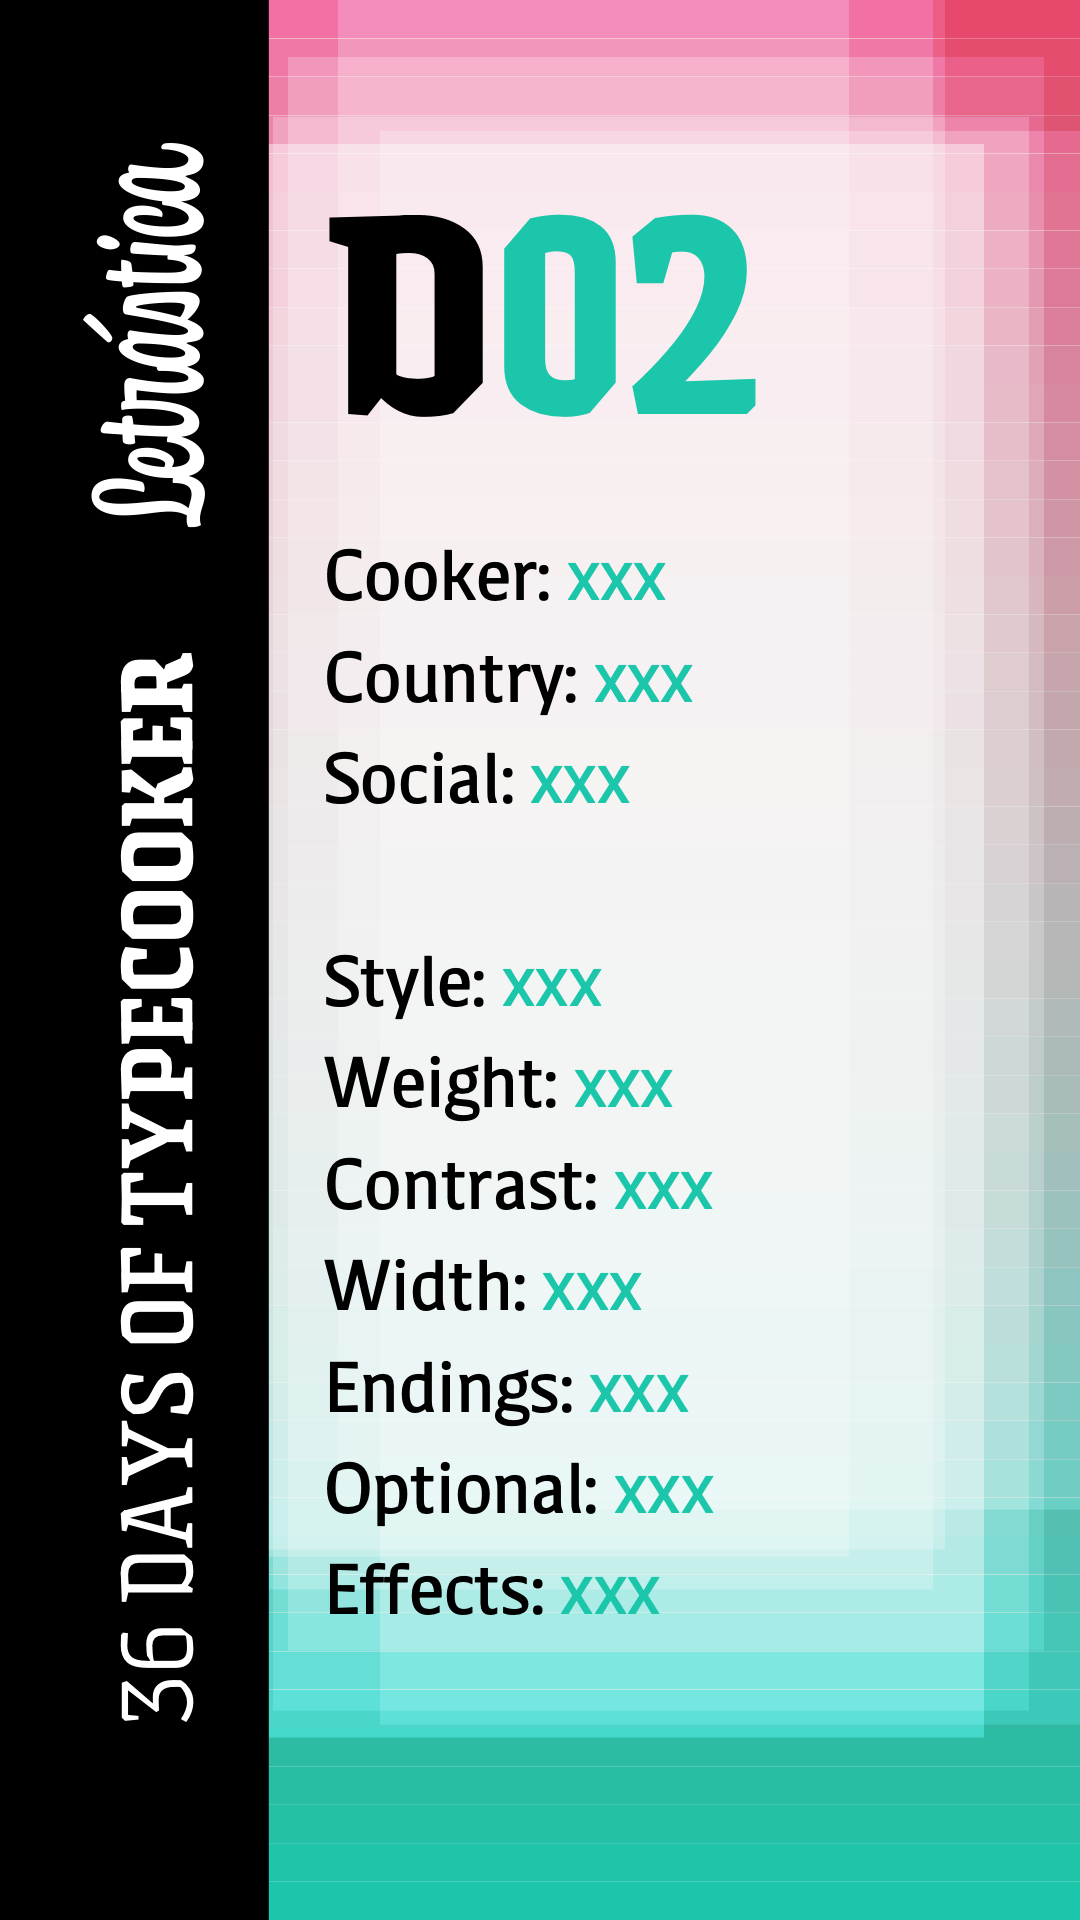 Letrástica
36 DAYS OF TYPECOOKER
D02
Cooker: xxx
Country: xxx
Social: xxx
Style: xxx
Weight: xxx
Contrast: xxx
Width: xxx
Endings: xxx
Optional: xxx
Effects: xxx